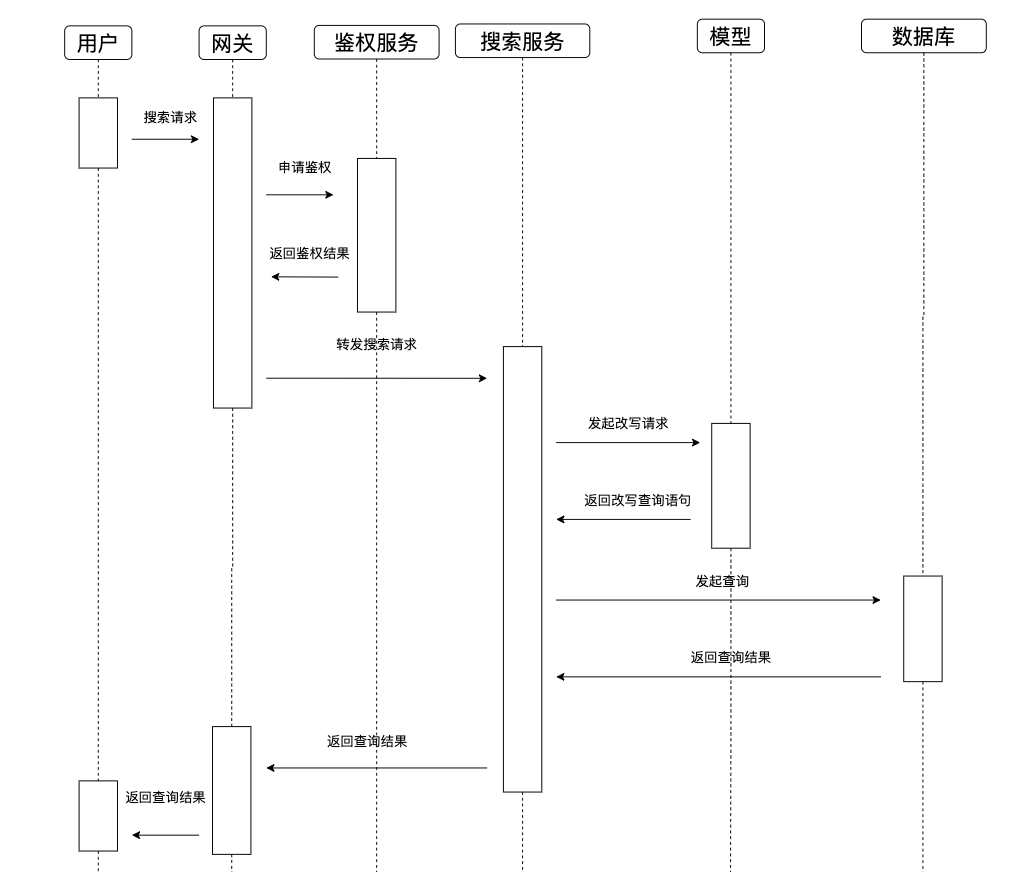 用户
网关
鉴权服务
搜索服务
模型
数据库
搜索请求
申请鉴权
返回鉴权结果
转发搜索请求
发起改写请求
返回改写查询语句
发起查询
返回查询结果
返回查询结果
返回查询结果